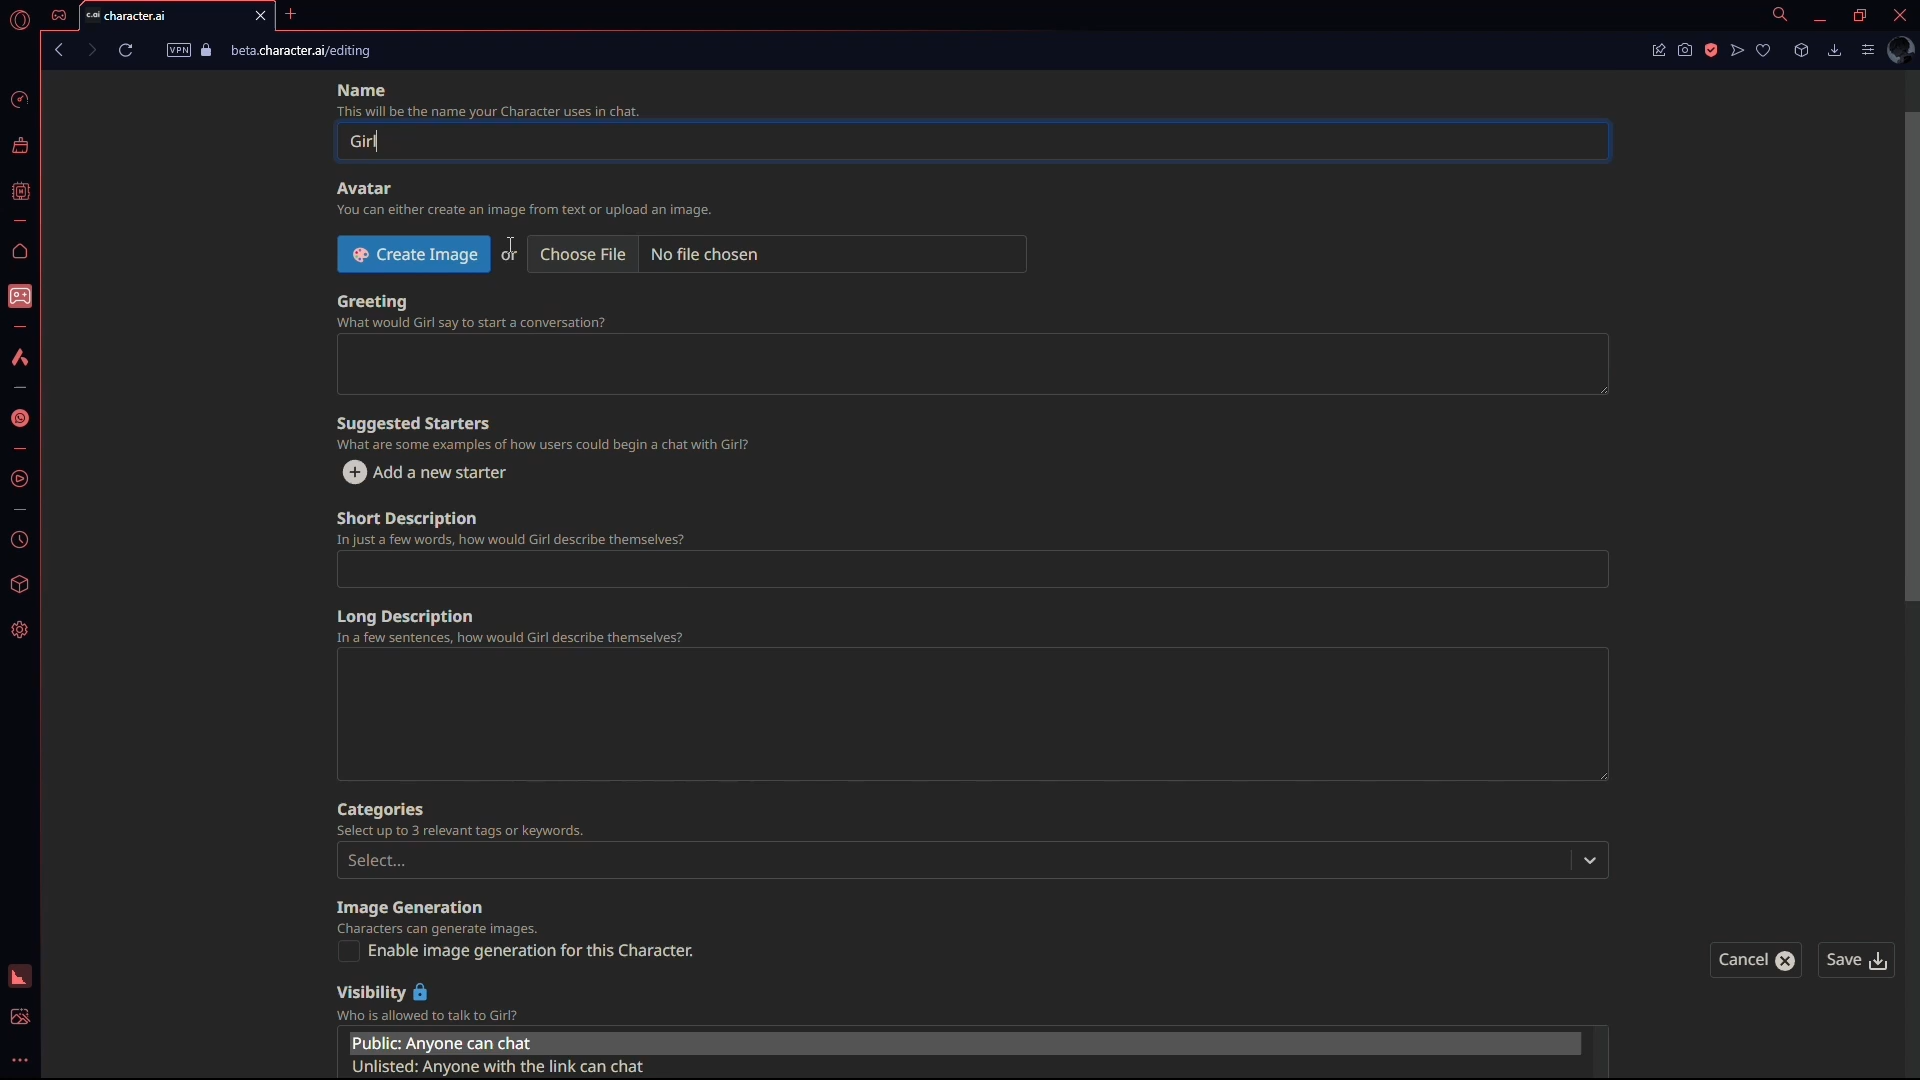 c.ai character.ai
VPN beta.character.ai/editing
Name
This will be the name your Character uses in chat.
Girl
Avatar
You can either create an image from text or upload an image.
Create Image or Choose File No file chosen
Greeting
What would Girl say to start a conversation?
Suggested Starters
What are some examples of how users could begin a chat with Girl?
Add a new starter
Short Description
In just a few words, how would Girl describe themselves?
Long Description
In a few sentences, how would Girl describe themselves?
Categories
Select up to 3 relevant tags or keywords.
Select...
Image Generation
Characters can generate images.
Enable image generation for this Character.
Cancel Save
Visibility
Who is allowed to talk to Girl?
Public: Anyone can chat
Unlisted: Anyone with the link can chat